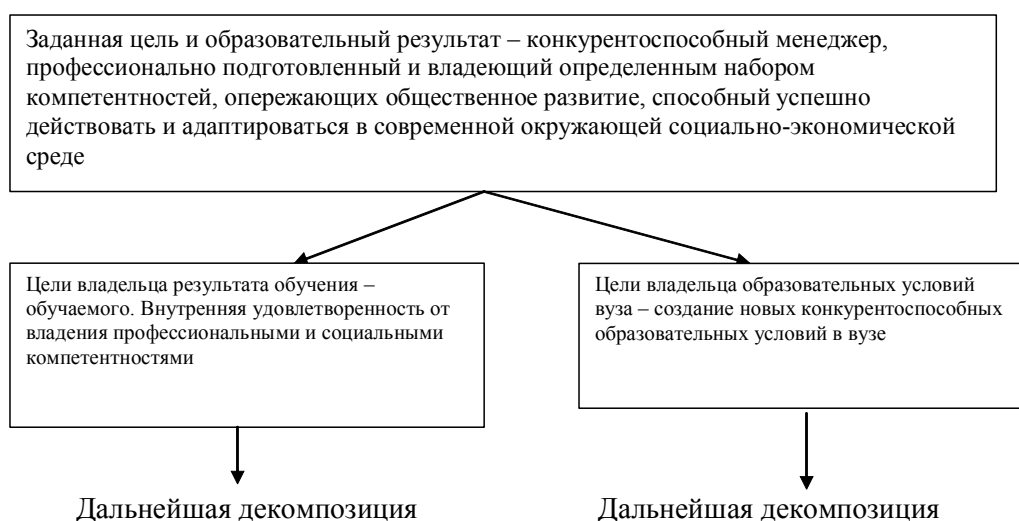 Заданная цель и образовательный результат – конкурентоспособный менеджер,
профессионально подготовленный и владеющий определенным набором
компетентностей, опережающих общественное развитие, способный успешно
действовать и адаптироваться в современной окружающей социально-экономической
среде
Цели владельца результата обучения –
обучаемого. Внутренняя удовлетворенность от
владения профессиональными и социальными
компетентностями
Цели владельца образовательных условий
вуза – создание новых конкурентоспособных
образовательных условий в вузе
Дальнейшая декомпозиция
Дальнейшая декомпозиция